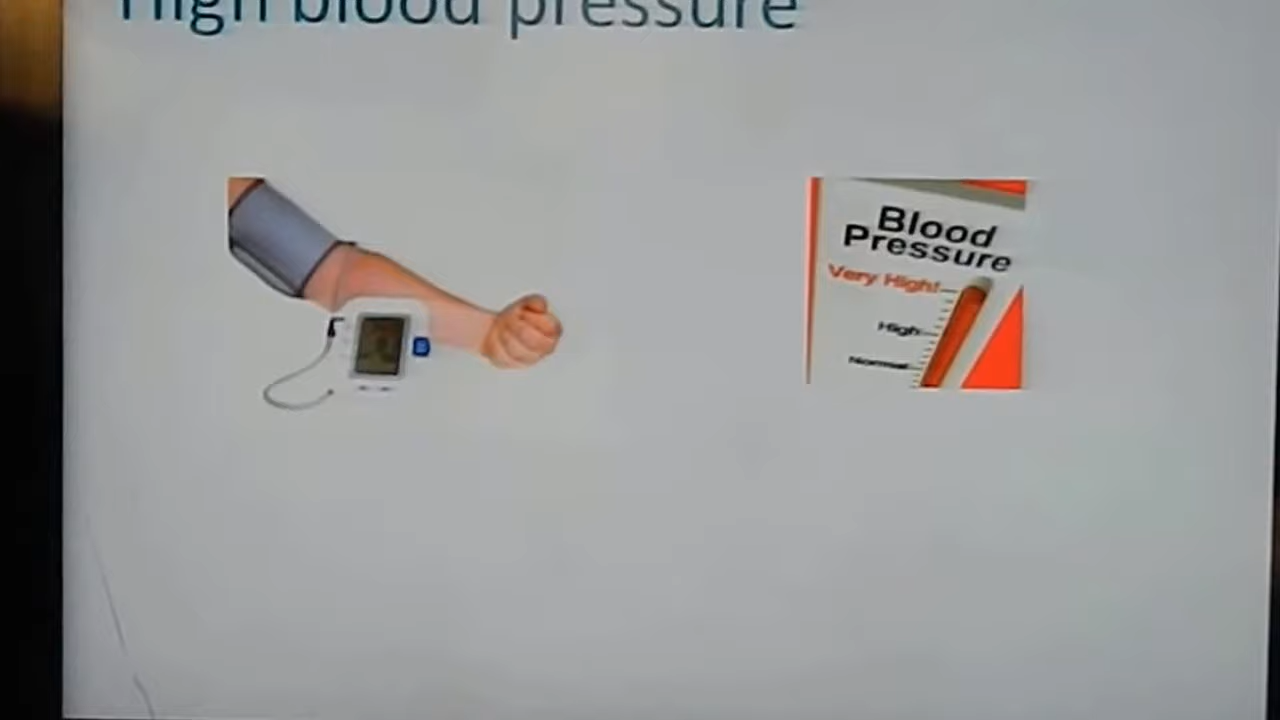 High blood pressure
Blood
Pressure
Very High!
High
Normal